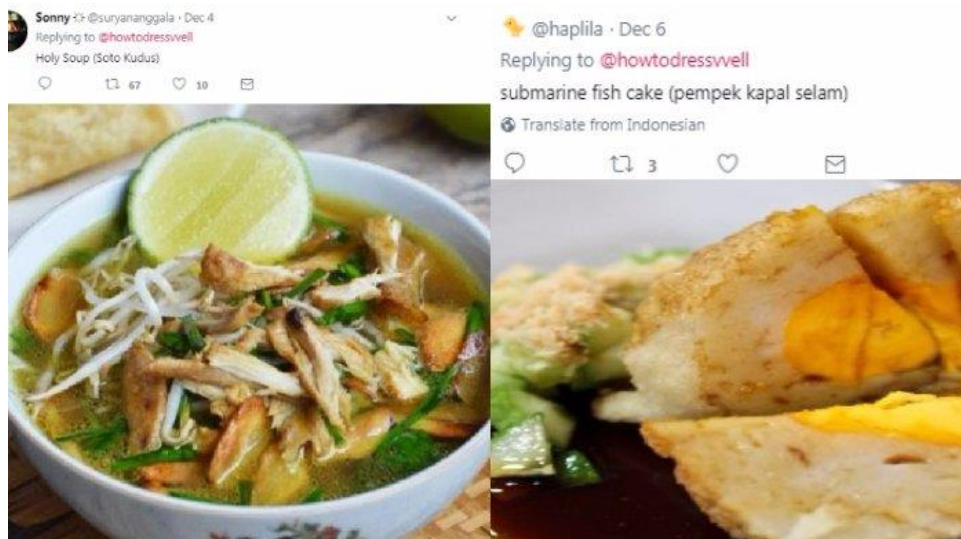 Sonny @suryananggala · Dec 4
Replying to @howtodressvvell
Holy Soup (Soto Kudus)
67 10
@haplila · Dec 6
Replying to @howtodressvvell
submarine fish cake (pempek kapal selam)
Translate from Indonesian
3